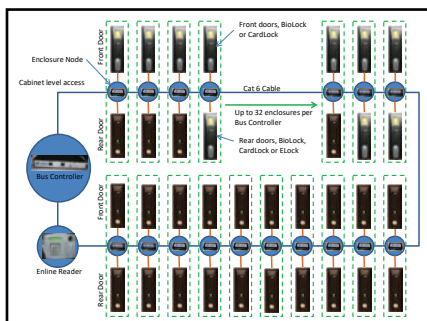 Front doors, BioLock
or CardLock
Front Door
Enclosure Node
Cabinet level access
Cat 6 Cable
Up to 32 enclosures per
Bus Controller
Rear Door
Rear doors, BioLock,
CardLock or ELock
Bus Controller
Front Door
Enline Reader
Rear Door